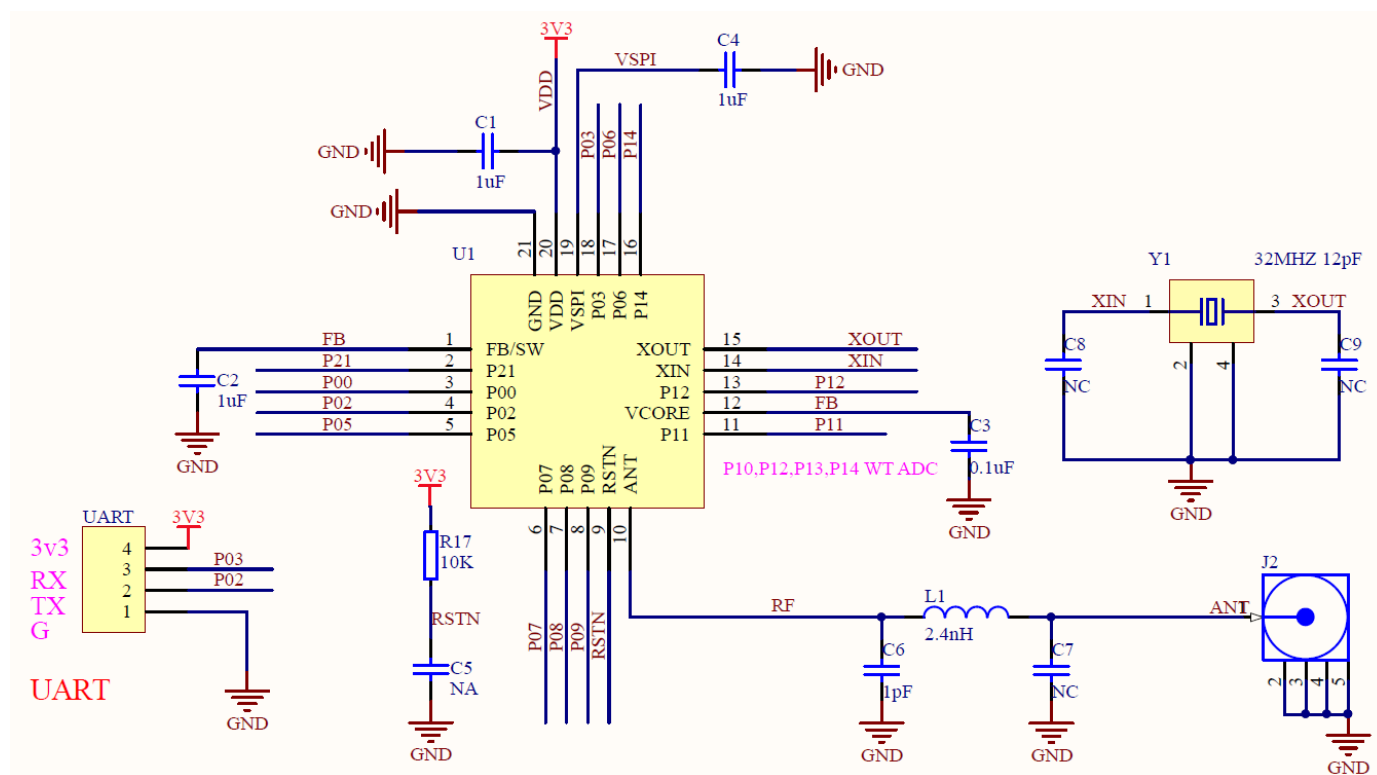 3V3
C4
VSPI
GND
1uF
VDD
C1
GND
1uF
P03
P06
P14
GND
21
20
19
18
17
16
U1
GND
VDD
VSPI
P03
P06
P14
FB
1
FB/SW
P21
2
P21
P00
3
P00
P02
4
P02
P05
5
P05
C2
1uF
GND
XOUT
15
XOUT
XIN
14
XIN
P12
13
P12
VCORE
12
FB
P11
11
P11
C3
0.1uF
GND
P10,P12,P13,P14 WT ADC
P07
P08
P09
RSTN
ANT
6
7
8
9
10
P07
P08
P09
RSTN
Y1
32MHZ 12pF
XIN
1
3
XOUT
2
4
C8
NC
C9
NC
GND
3V3
R17
10K
RSTN
C5
NA
GND
UART
3V3
3v3
4
RX
3
P03
TX
2
P02
G
1
GND
UART
RF
L1
2.4nH
C6
1pF
GND
C7
NC
GND
J2
ANT
1
2
3
4
5
GND